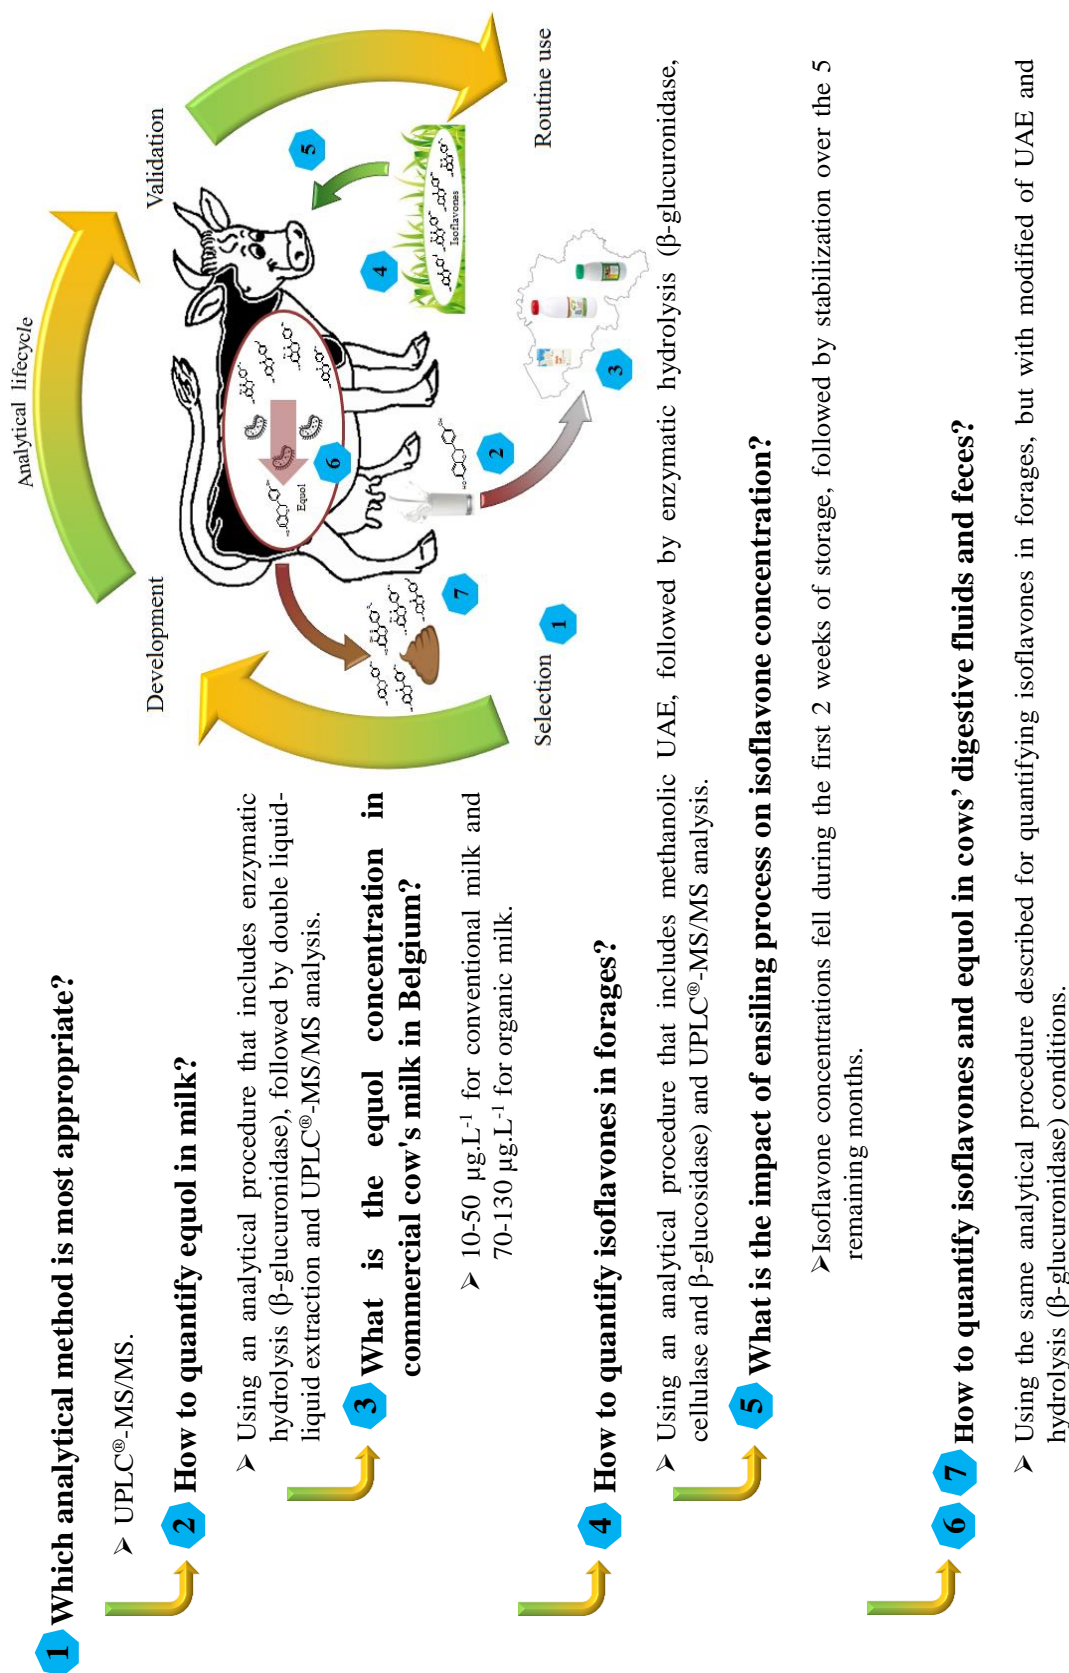 1 Which analytical method is most appropriate?
➢ UPLC®-MS/MS.
2 How to quantify equol in milk?
➢ Using an analytical procedure that includes enzymatic
hydrolysis (β-glucuronidase), followed by double liquid-
liquid extraction and UPLC®-MS/MS analysis.
3 What is the equol concentration in
commercial cow's milk in Belgium?
➢ 10-50 µg.L-1 for conventional milk and
70-130 µg.L-1 for organic milk.
4 How to quantify isoflavones in forages?
➢ Using an analytical procedure that includes methanolic UAE, followed by enzymatic hydrolysis (β-glucuronidase,
cellulase and β-glucosidase) and UPLC®-MS/MS analysis.
5 What is the impact of ensiling process on isoflavone concentration?
➢Isoflavone concentrations fell during the first 2 weeks of storage, followed by stabilization over the 5
remaining months.
6 7 How to quantify isoflavones and equol in cows' digestive fluids and feces?
➢ Using the same analytical procedure described for quantifying isoflavones in forages, but with modified of UAE and
hydrolysis (β-glucuronidase) conditions.
Analytical lifecycle
Development
Validation
Selection 1
Routine use
Equol
Isoflavones
2
3
4
5
6
7